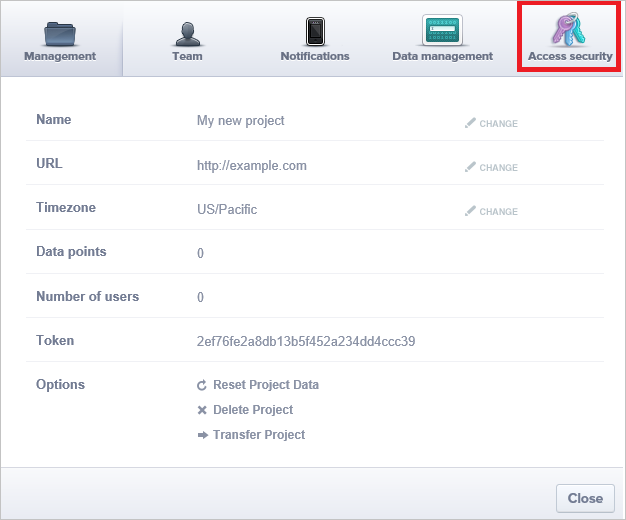 Management
Team
Notifications
Data management
Access security
Name
My new project
CHANGE
URL
http://example.com
CHANGE
Timezone
US/Pacific
CHANGE
Data points
0
Number of users
0
Token
2ef76fe2a8db13b5f452a234dd4ccc39
Options
Reset Project Data
Delete Project
Transfer Project
Close